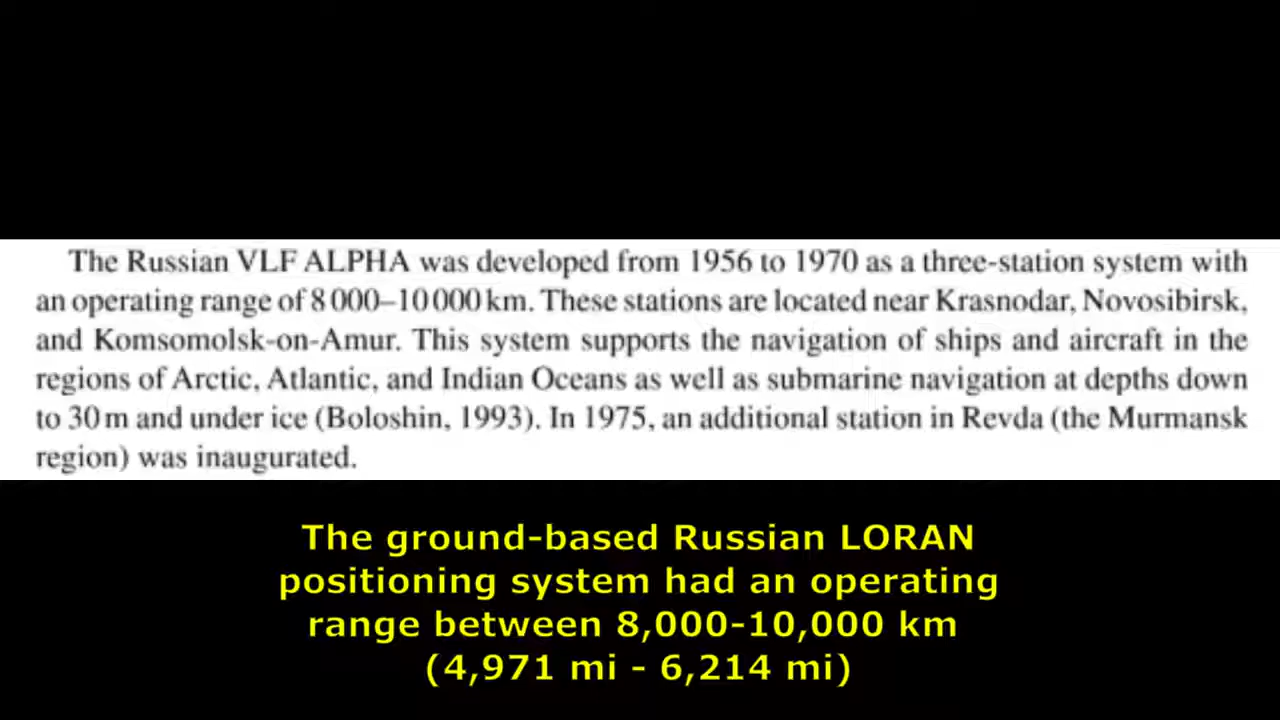 The Russian VLF ALPHA was developed from 1956 to 1970 as a three-station system with
an operating range of 8 000–10 000 km. These stations are located near Krasnodar, Novosibirsk,
and Komsomolsk-on-Amur. This system supports the navigation of ships and aircraft in the
regions of Arctic, Atlantic, and Indian Oceans as well as submarine navigation at depths down
to 30 m and under ice (Boloshin, 1993). In 1975, an additional station in Revda (the Murmansk
region) was inaugurated.
The ground-based Russian LORAN
positioning system had an operating
range between 8,000-10,000 km
(4,971 mi - 6,214 mi)